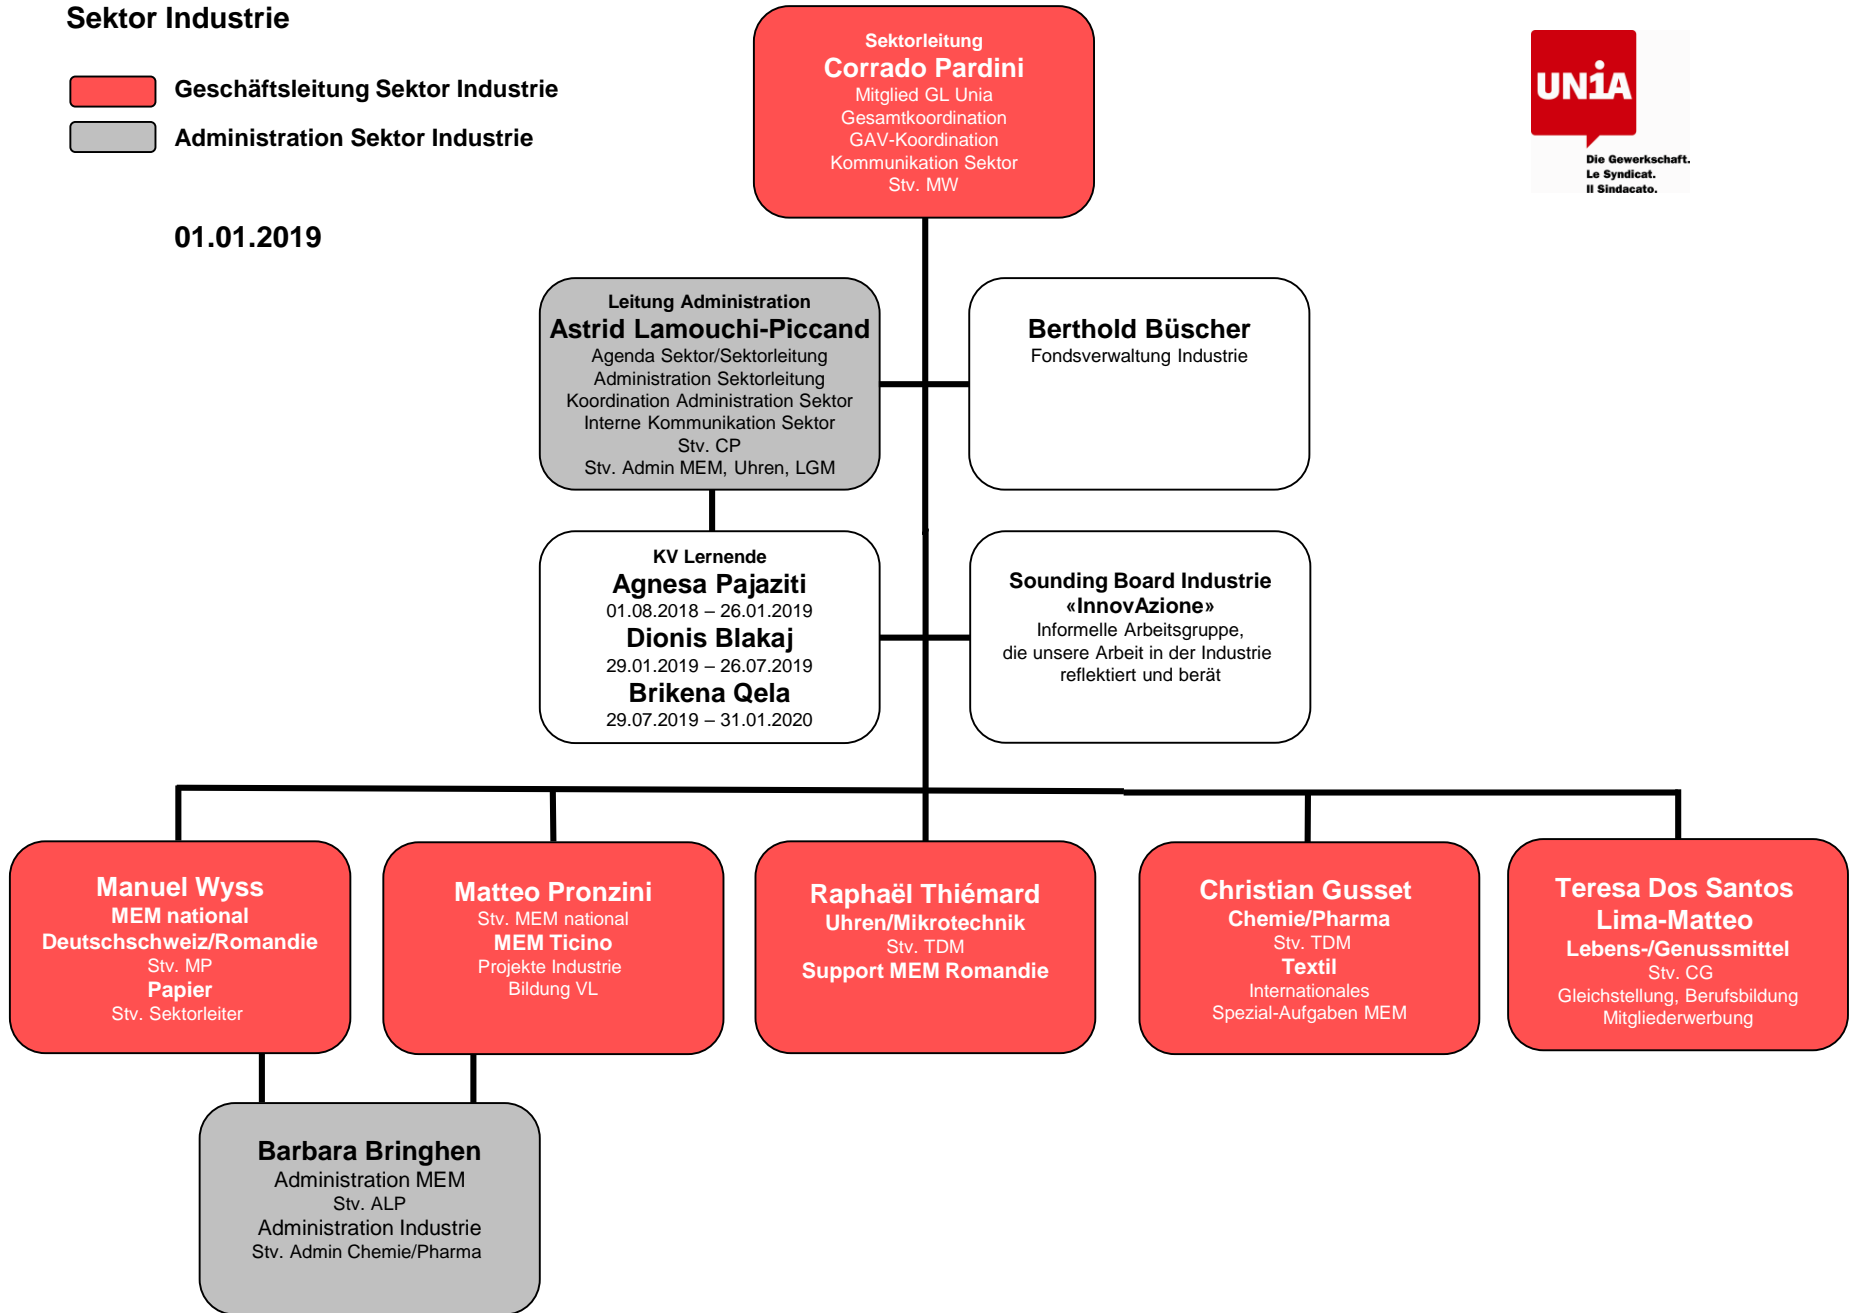 Sektor Industrie
Geschäftsleitung Sektor Industrie
Administration Sektor Industrie
01.01.2019
Sektorleitung
Corrado Pardini
Mitglied GL Unia
Gesamtkoordination
GAV-Koordination
Kommunikation Sektor
Stv. MW
UNiA
Die Gewerkschaft.
Le Syndicat.
Il Sindacato.
Leitung Administration
Astrid Lamouchi-Piccand
Agenda Sektor/Sektorleitung
Administration Sektorleitung
Koordination Administration Sektor
Interne Kommunikation Sektor
Stv. CP
Stv. Admin MEM, Uhren, LGM
Berthold Büscher
Fondsverwaltung Industrie
KV Lernende
Agnesa Pajaziti
01.08.2018 – 26.01.2019
Dionis Blakaj
29.01.2019 – 26.07.2019
Brikena Qela
29.07.2019 – 31.01.2020
Sounding Board Industrie
«InnovAzione»
Informelle Arbeitsgruppe,
die unsere Arbeit in der Industrie
reflektiert und berät
Manuel Wyss
MEM national
Deutschschweiz/Romandie
Stv. MP
Papier
Stv. Sektorleiter
Matteo Pronzini
Stv. MEM national
MEM Ticino
Projekte Industrie
Bildung VL
Raphaël Thiémard
Uhren/Mikrotechnik
Stv. TDM
Support MEM Romandie
Christian Gusset
Chemie/Pharma
Stv. TDM
Textil
Internationales
Spezial-Aufgaben MEM
Teresa Dos Santos
Lima-Matteo
Lebens-/Genussmittel
Stv. CG
Gleichstellung, Berufsbildung
Mitgliederwerbung
Barbara Bringhen
Administration MEM
Stv. ALP
Administration Industrie
Stv. Admin Chemie/Pharma